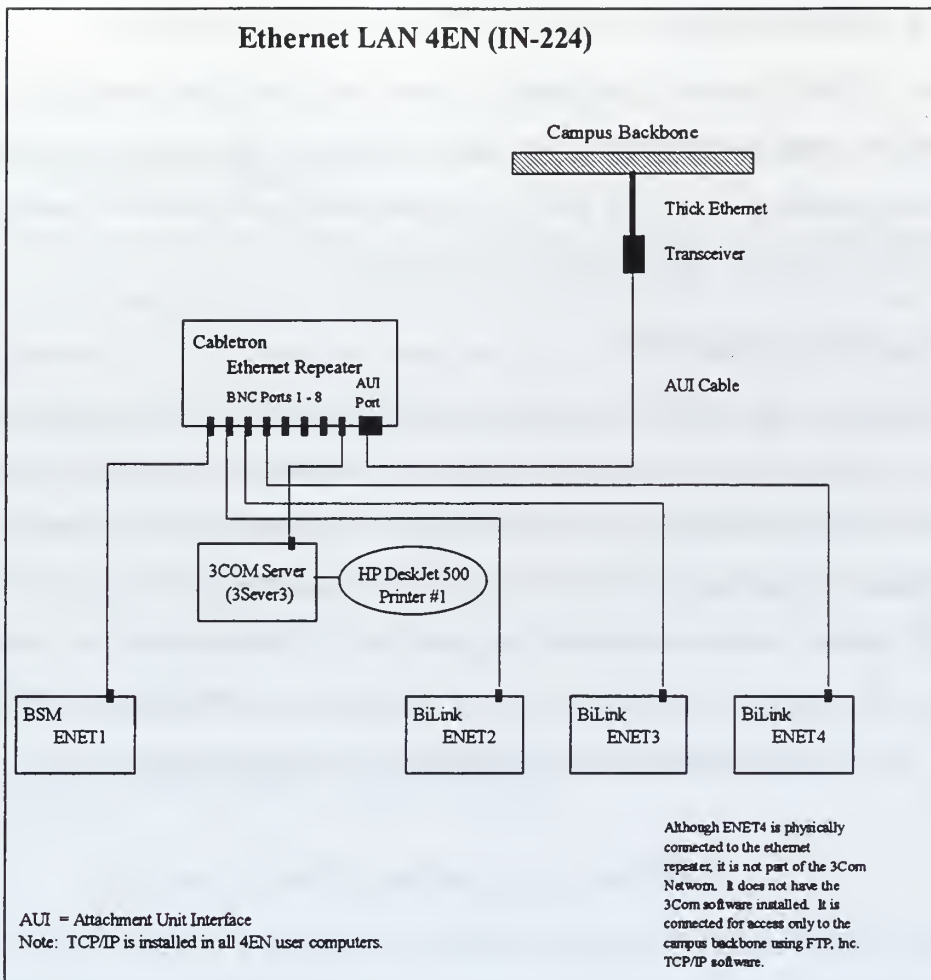 Ethernet LAN 4EN (IN-224)
Campus Backbone
Thick Ethernet
Transceiver
Cabletron
Ethernet Repeater
BNC Ports 1 - 8
AUI
Port
AUI Cable
3COM Server
(3Sever3)
HP DeskJet 500
Printer #1
BSM
ENET1
BiLink
ENET2
BiLink
ENET3
BiLink
ENET4
Although ENET4 is physically
connected to the ethernet
repeater, it is not part of the 3Com
Networn. It does not have the
3Com software installed. It is
connected for access only to the
campus backbone using FTP, Inc.
TCP/IP software.
AUI = Attachment Unit Interface
Note: TCP/IP is installed in all 4EN user computers.